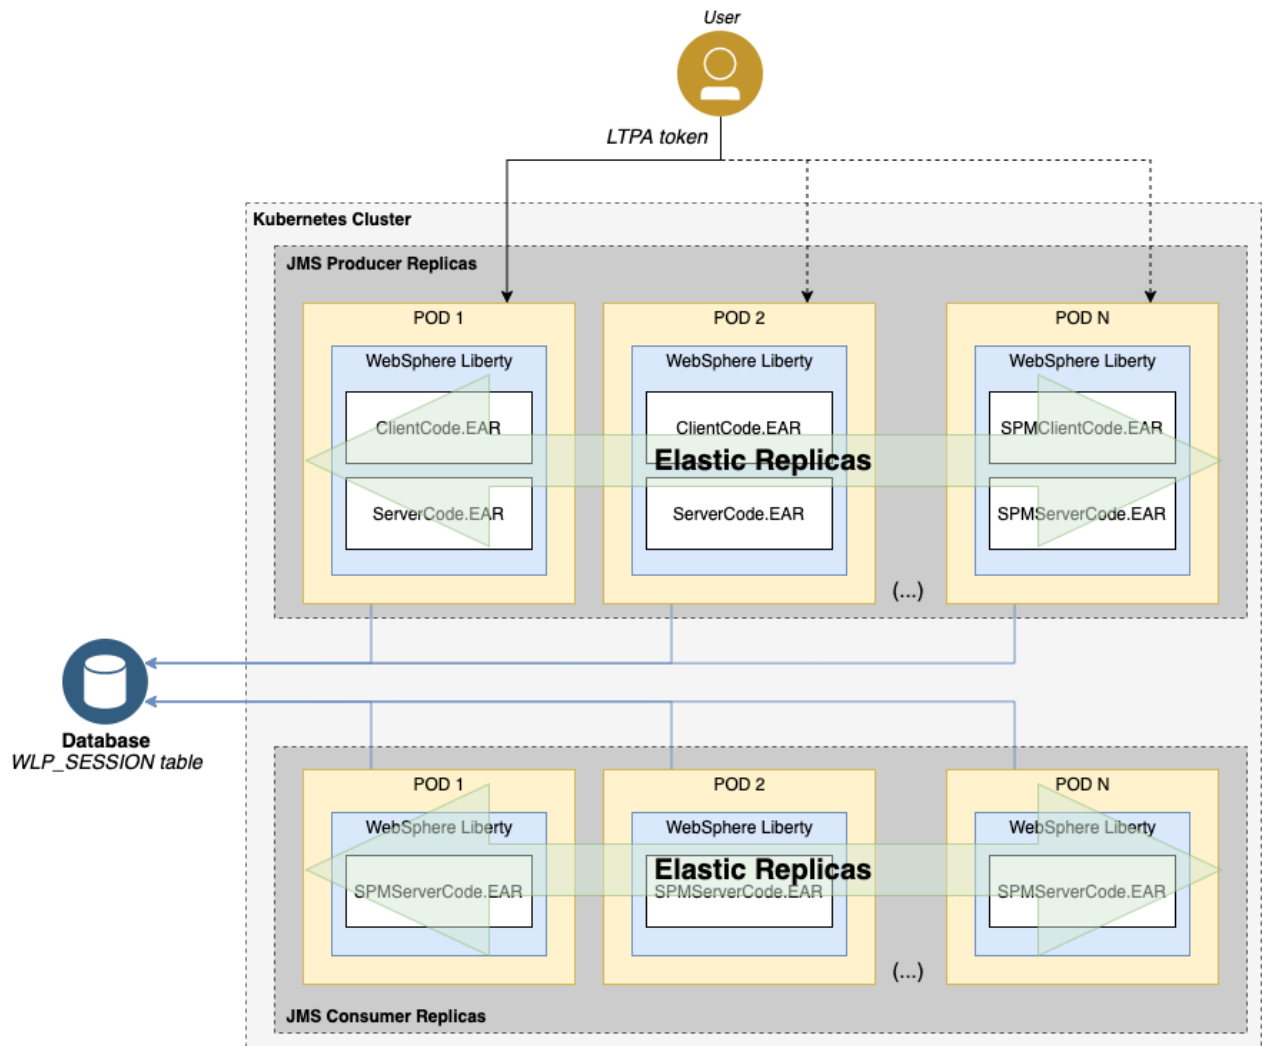 User
LTPA token
Kubernetes Cluster
JMS Producer Replicas
POD 1
POD 2
POD N
WebSphere Liberty
WebSphere Liberty
WebSphere Liberty
ClientCode.EAR
ClientCode.EAR
SPMClientCode.EAR
Elastic Replicas
ServerCode.EAR
ServerCode.EAR
SPMServerCode.EAR
(...)
Database
WLP_SESSION table
POD 1
POD 2
POD N
WebSphere Liberty
WebSphere Liberty
WebSphere Liberty
Elastic Replicas
SPMServerCode.EAR
SPMServerCode.EAR
SPMServerCode.EAR
(...)
JMS Consumer Replicas